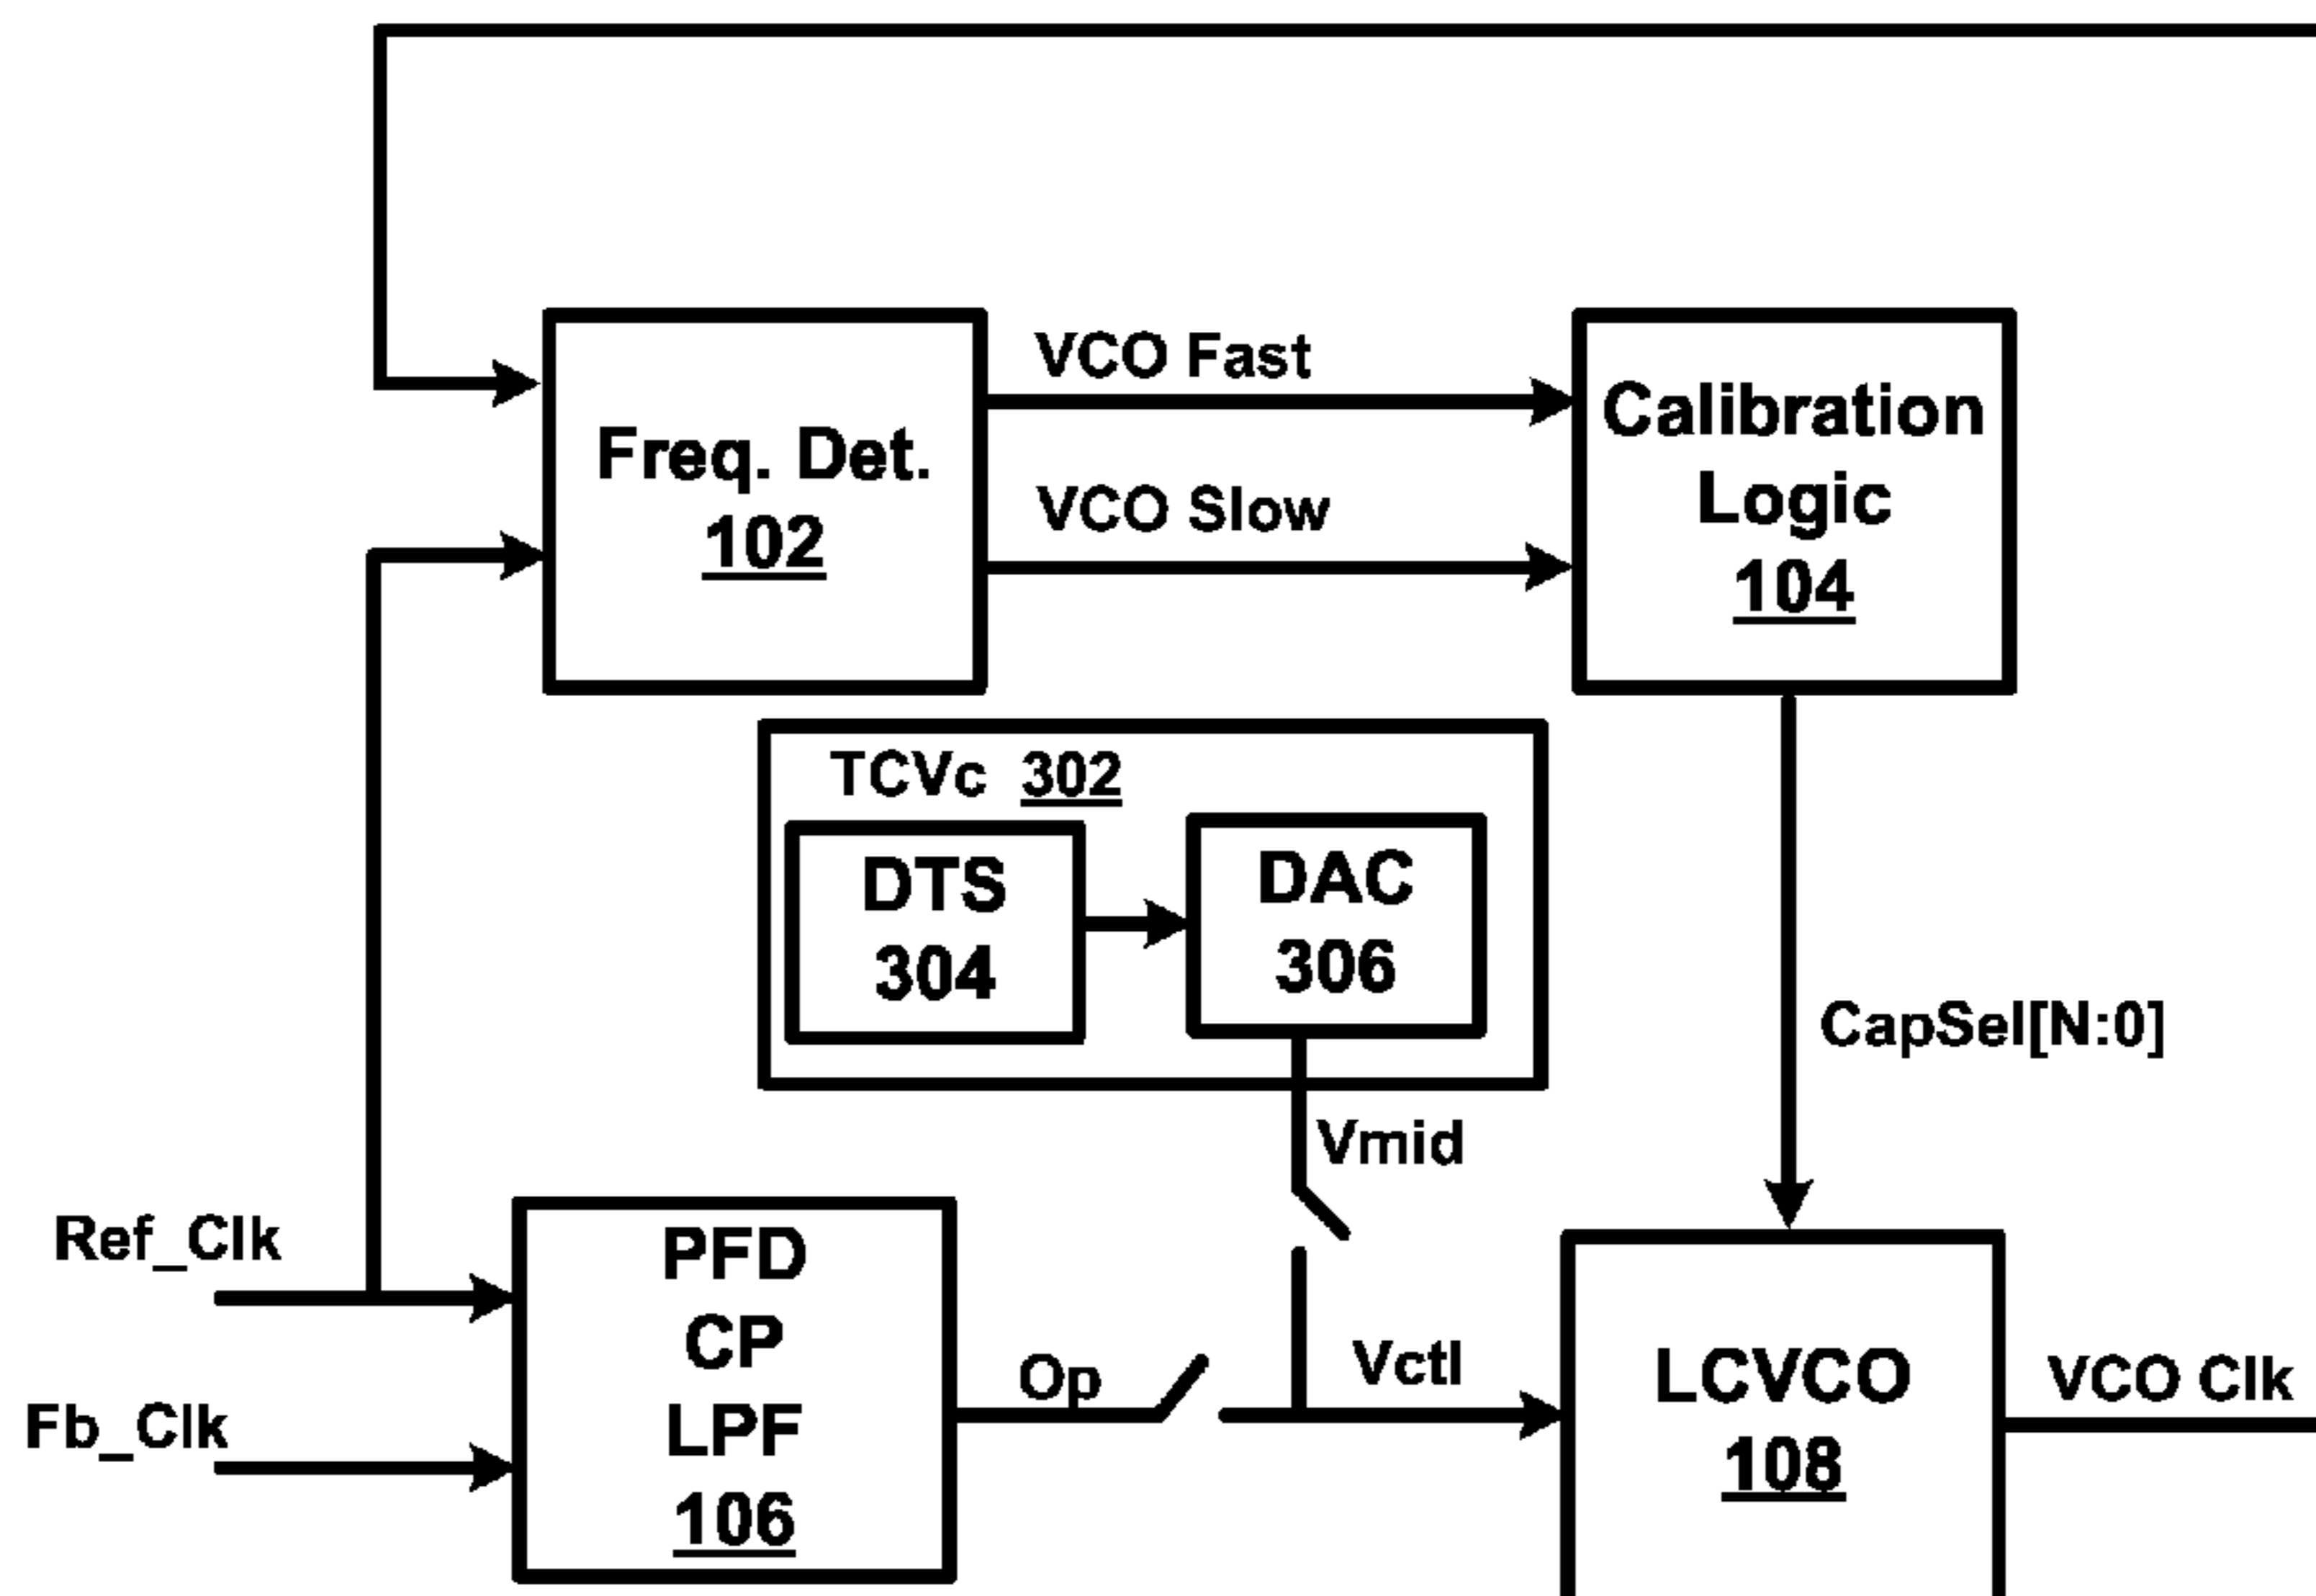 VCO Fast
Freq. Det.
102
VCO Slow
Calibration
Logic
104
TCVc 302
DTS
304
DAC
306
CapSel[N:0]
Vmid
Ref_Clk
Fb_Clk
PFD
CP
LPF
106
Op
Vctl
LCVCO
108
VCO Clk